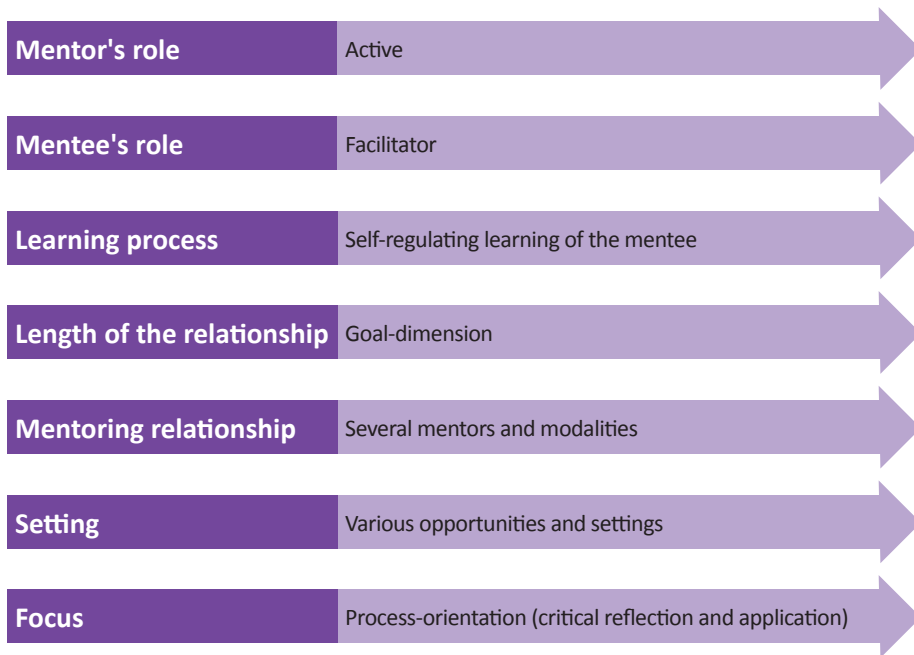 Mentor's role Active
Mentee's role Facilitator
Learning process Self-regulating learning of the mentee
Length of the relationship Goal-dimension
Mentoring relationship Several mentors and modalities
Setting Various opportunities and settings
Focus Process-orientation (critical reflection and application)